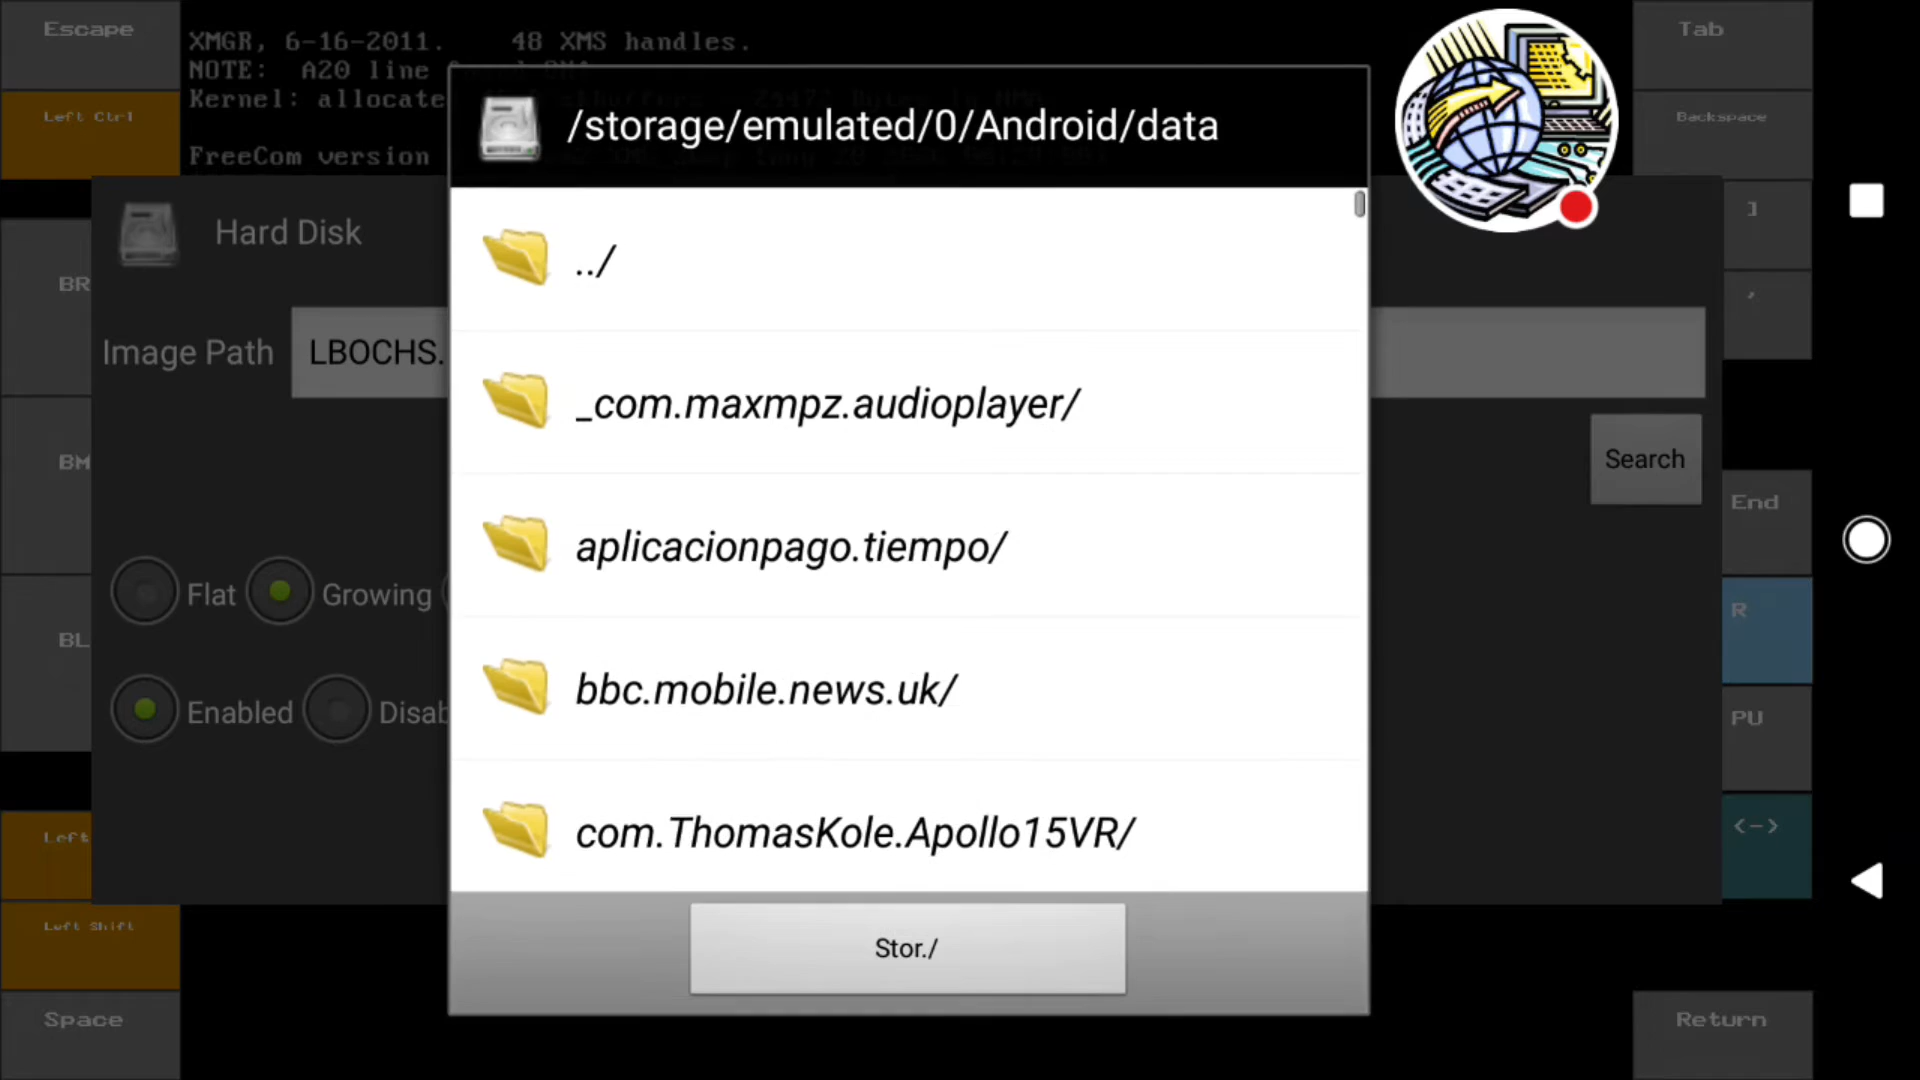 Escape
XMGR, 6-16-2011.    48 XMS handles.
Tab
NOTE:  A20 line
Kernel: allocate
Left Ctrl
/storage/emulated/0/Android/data
Backspace
FreeCom version
]
Hard Disk
../
BR
,
Image Path
LBOCHS.
_com.maxmpz.audioplayer/
BM
Search
End
aplicacionpago.tiempo/
Flat
Growing
R
BL
bbc.mobile.news.uk/
Enabled
Disab
PU
Left
com.ThomasKole.Apollo15VR/
<->
Left Shift
Stor./
Space
Return